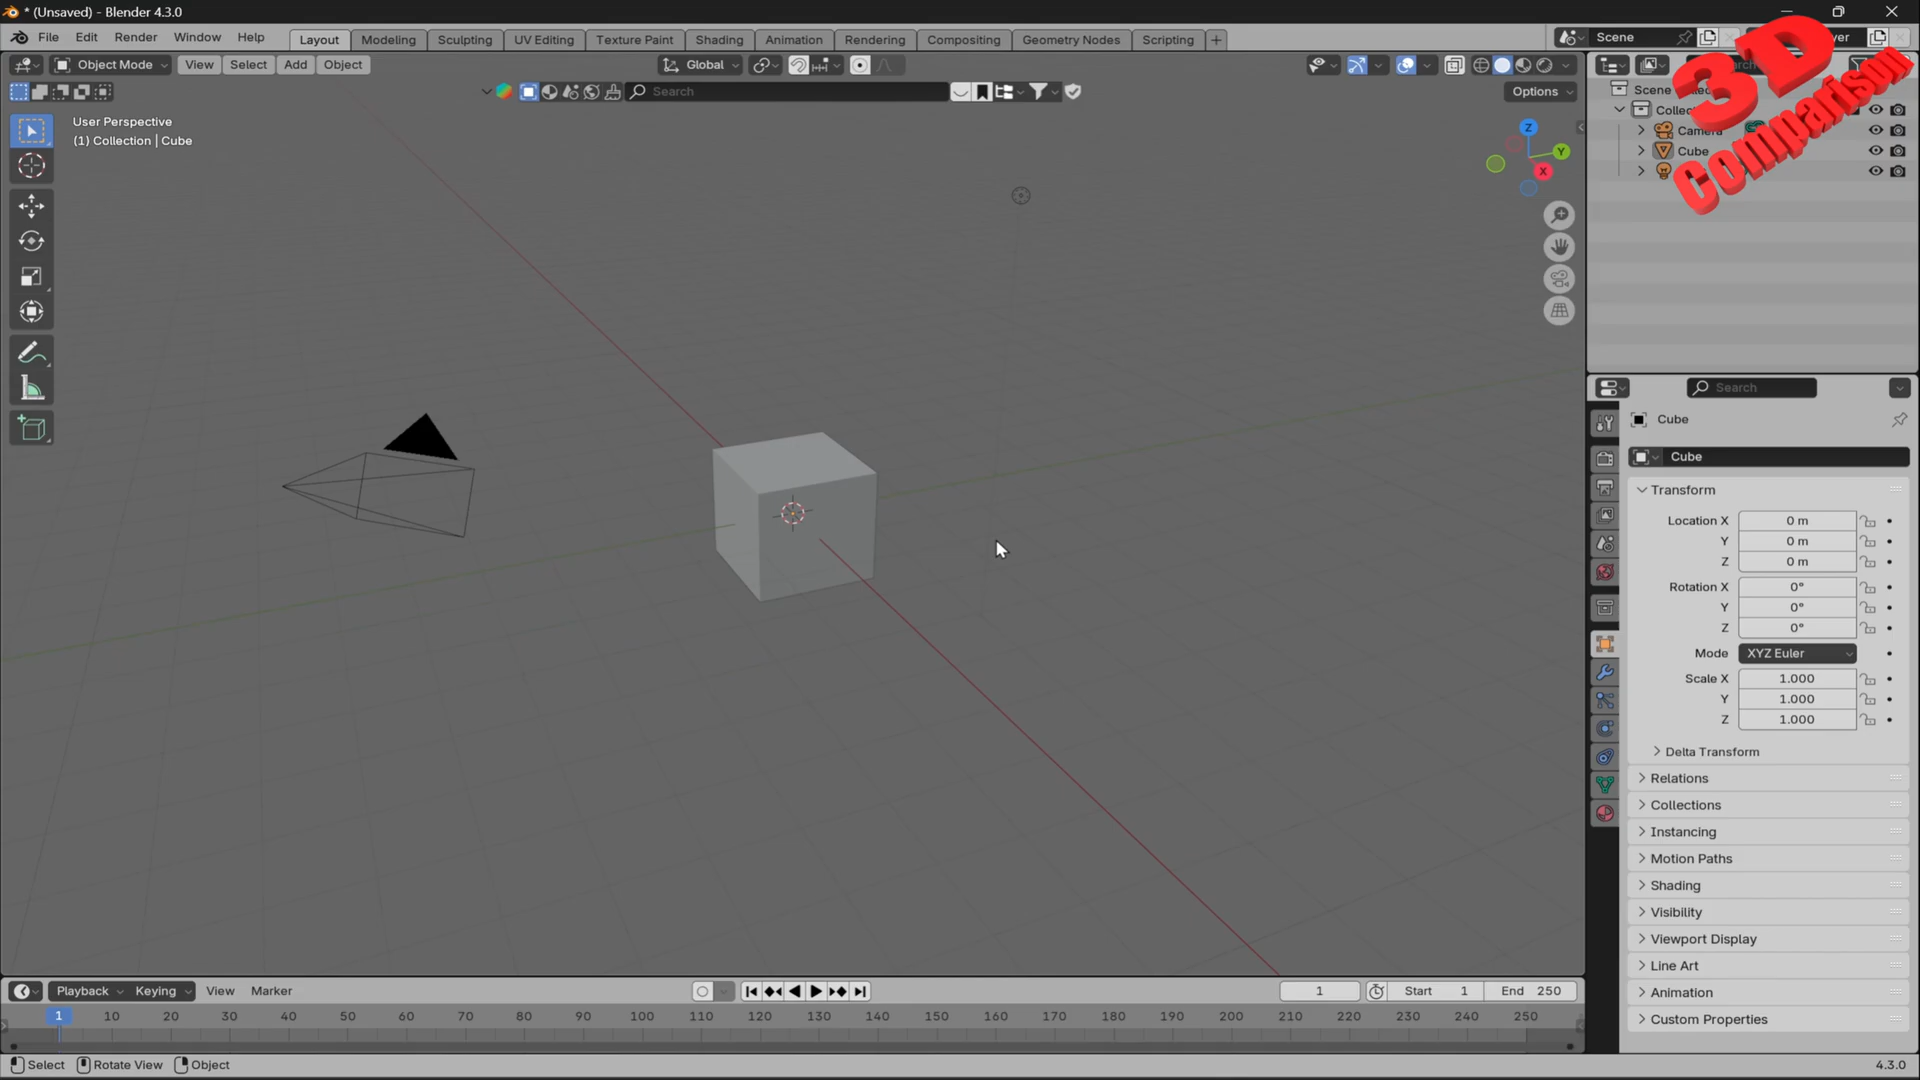 * (Unsaved) - Blender 4.3.0
File Edit Render Window Help Layout Modeling Sculpting UV Editing Texture Paint Shading Animation Rendering Compositing Geometry Nodes Scripting + Scene
Object Mode View Select Add Object Global
Search Options
User Perspective
(1) Collection | Cube
Z
Y
X
3D
Comparison
Camera
Cube
Search
Cube
Cube
Transform
Location X 0 m
Y 0 m
Z 0 m
Rotation X 0°
Y 0°
Z 0°
Mode XYZ Euler
Scale X 1.000
Y 1.000
Z 1.000
Delta Transform
Relations
Collections
Instancing
Motion Paths
Shading
Visibility
Viewport Display
Line Art
Animation
Custom Properties
Playback Keying View Marker 1 Start 1 End 250
1 10 20 30 40 50 60 70 80 90 100 110 120 130 140 150 160 170 180 190 200 210 220 230 240 250
Select Rotate View Object 4.3.0